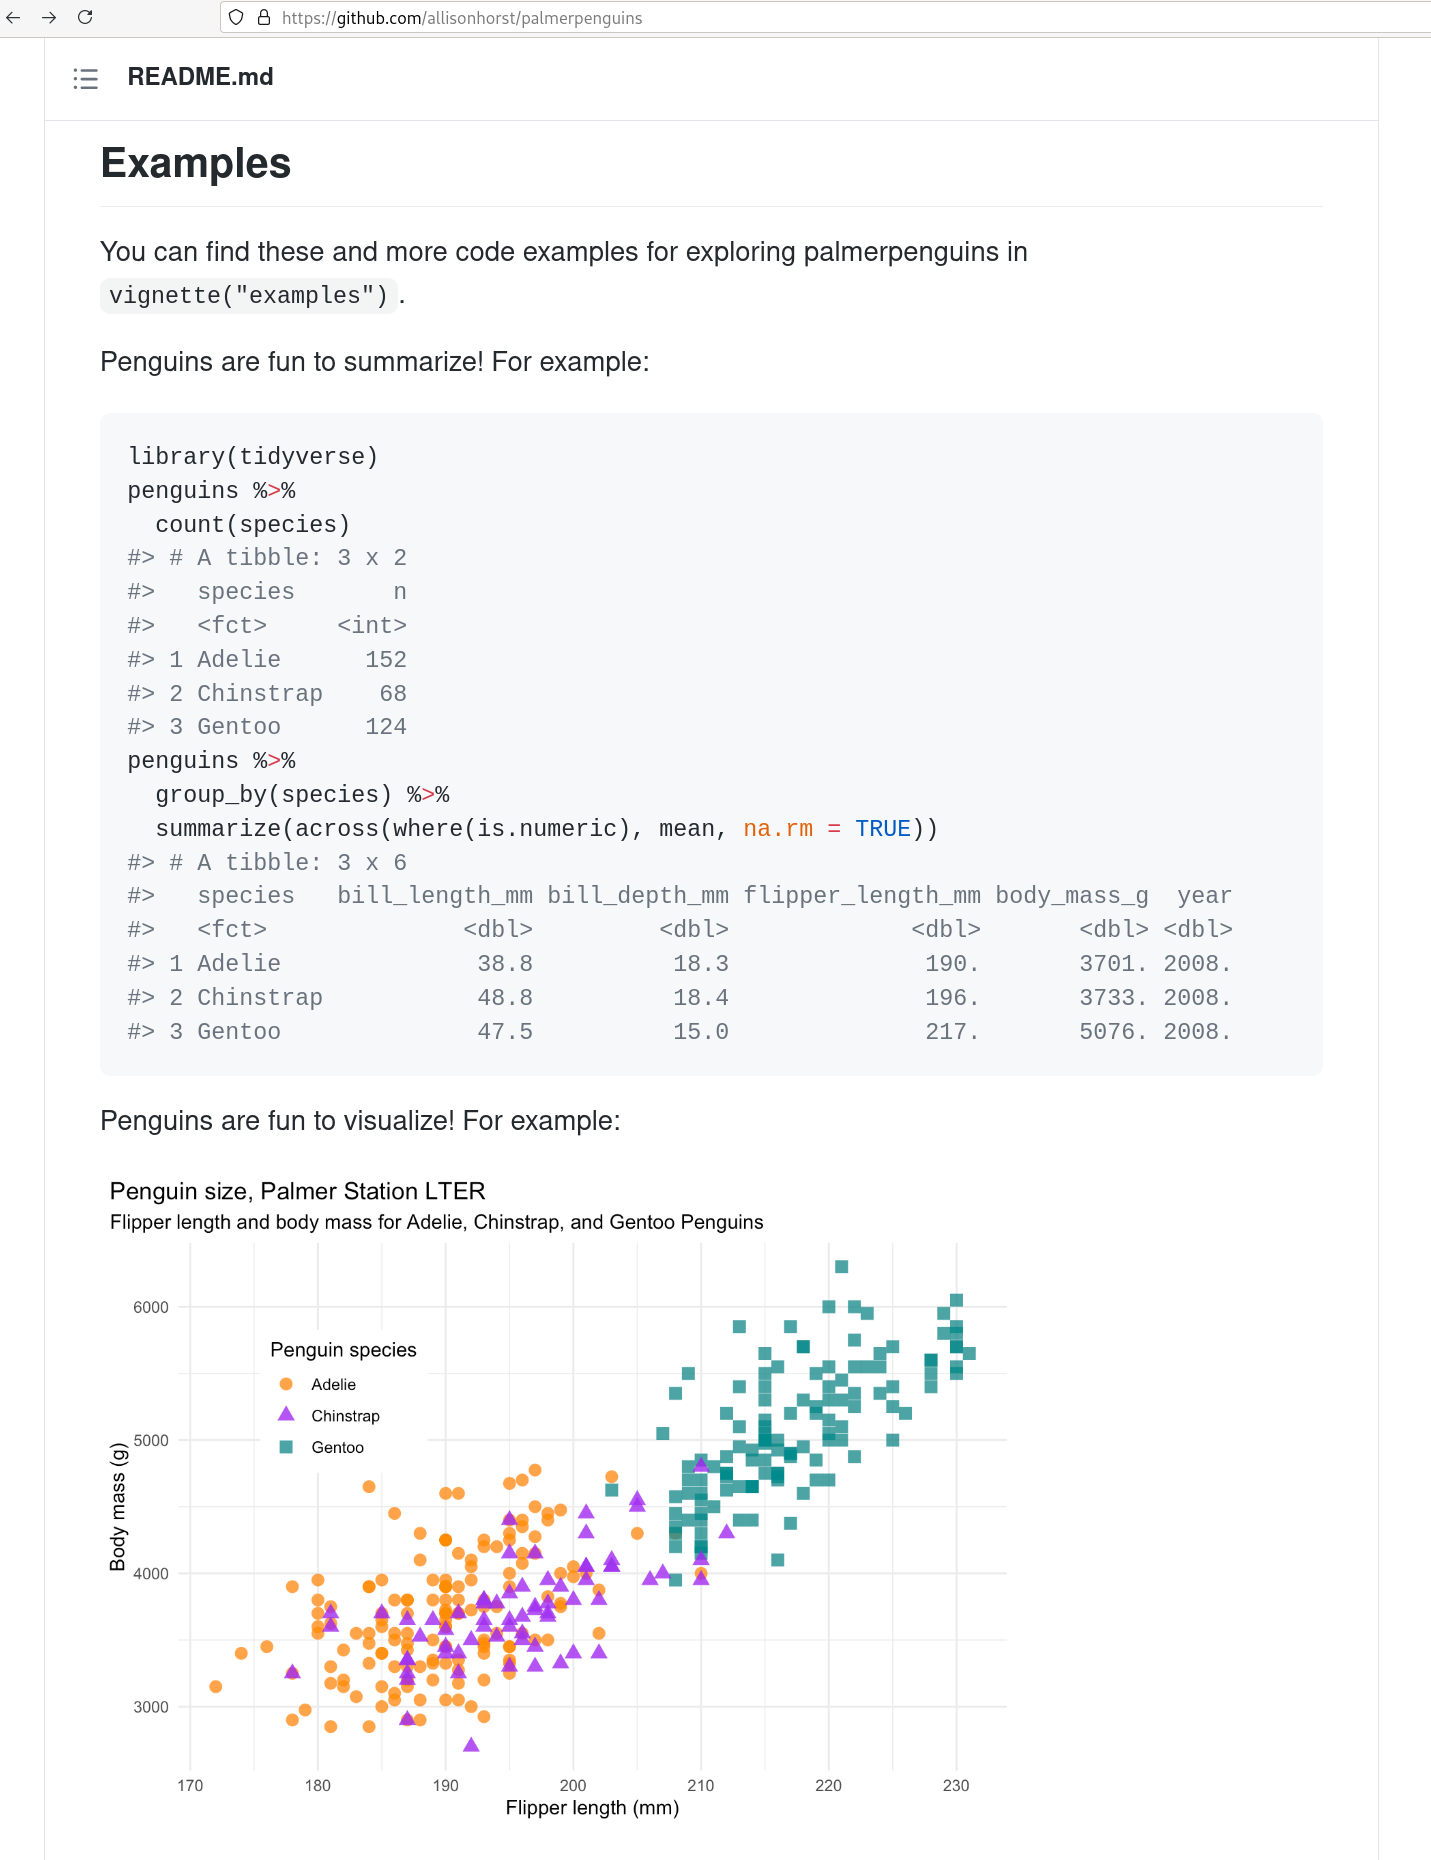 https://github.com/allisonhorst/palmerpenguins
README.md
Examples
You can find these and more code examples for exploring palmerpenguins in
vignette("examples").
Penguins are fun to summarize! For example:
library(tidyverse)
penguins %>%
  count(species)
#> # A tibble: 3 x 2
#>   species       n
#>   <fct>     <int>
#> 1 Adelie      152
#> 2 Chinstrap    68
#> 3 Gentoo      124
penguins %>%
  group_by(species) %>%
  summarize(across(where(is.numeric), mean, na.rm = TRUE))
#> # A tibble: 3 x 6
#>   species   bill_length_mm bill_depth_mm flipper_length_mm body_mass_g  year
#>   <fct>              <dbl>         <dbl>             <dbl>       <dbl> <dbl>
#> 1 Adelie              38.8          18.3              190.       3701. 2008.
#> 2 Chinstrap           48.8          18.4              196.       3733. 2008.
#> 3 Gentoo              47.5          15.0              217.       5076. 2008.
Penguins are fun to visualize! For example:
Penguin size, Palmer Station LTER
Flipper length and body mass for Adelie, Chinstrap, and Gentoo Penguins
Body mass (g)
6000
5000
4000
3000
Penguin species
Adelie
Chinstrap
Gentoo
170 180 190 200 210 220 230
Flipper length (mm)